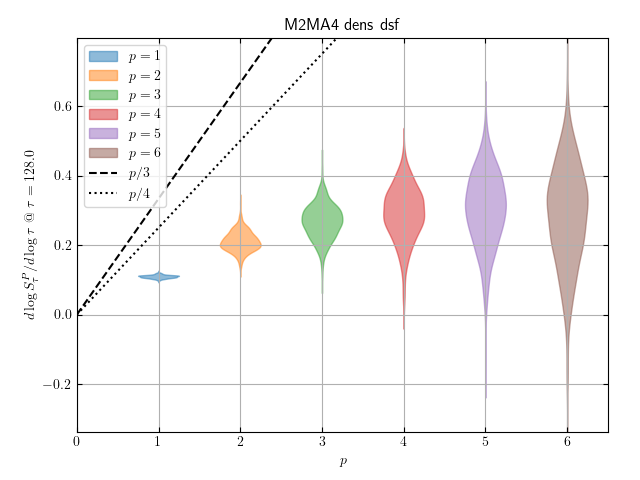 M2MA4 dens dsf
p = 1
p = 2
p = 3
p = 4
p = 5
p = 6
p/3
p/4
d log S_τ^P / d log τ @ τ = 128.0
0.6
0.4
0.2
0.0
−0.2
0 1 2 3 4 5 6
p